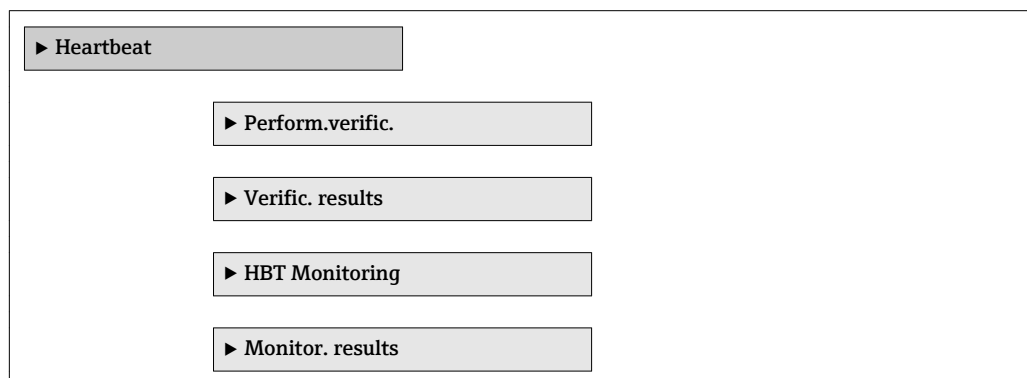 ▶ Heartbeat
▶ Perform.verific.
▶ Verific. results
▶ HBT Monitoring
▶ Monitor. results